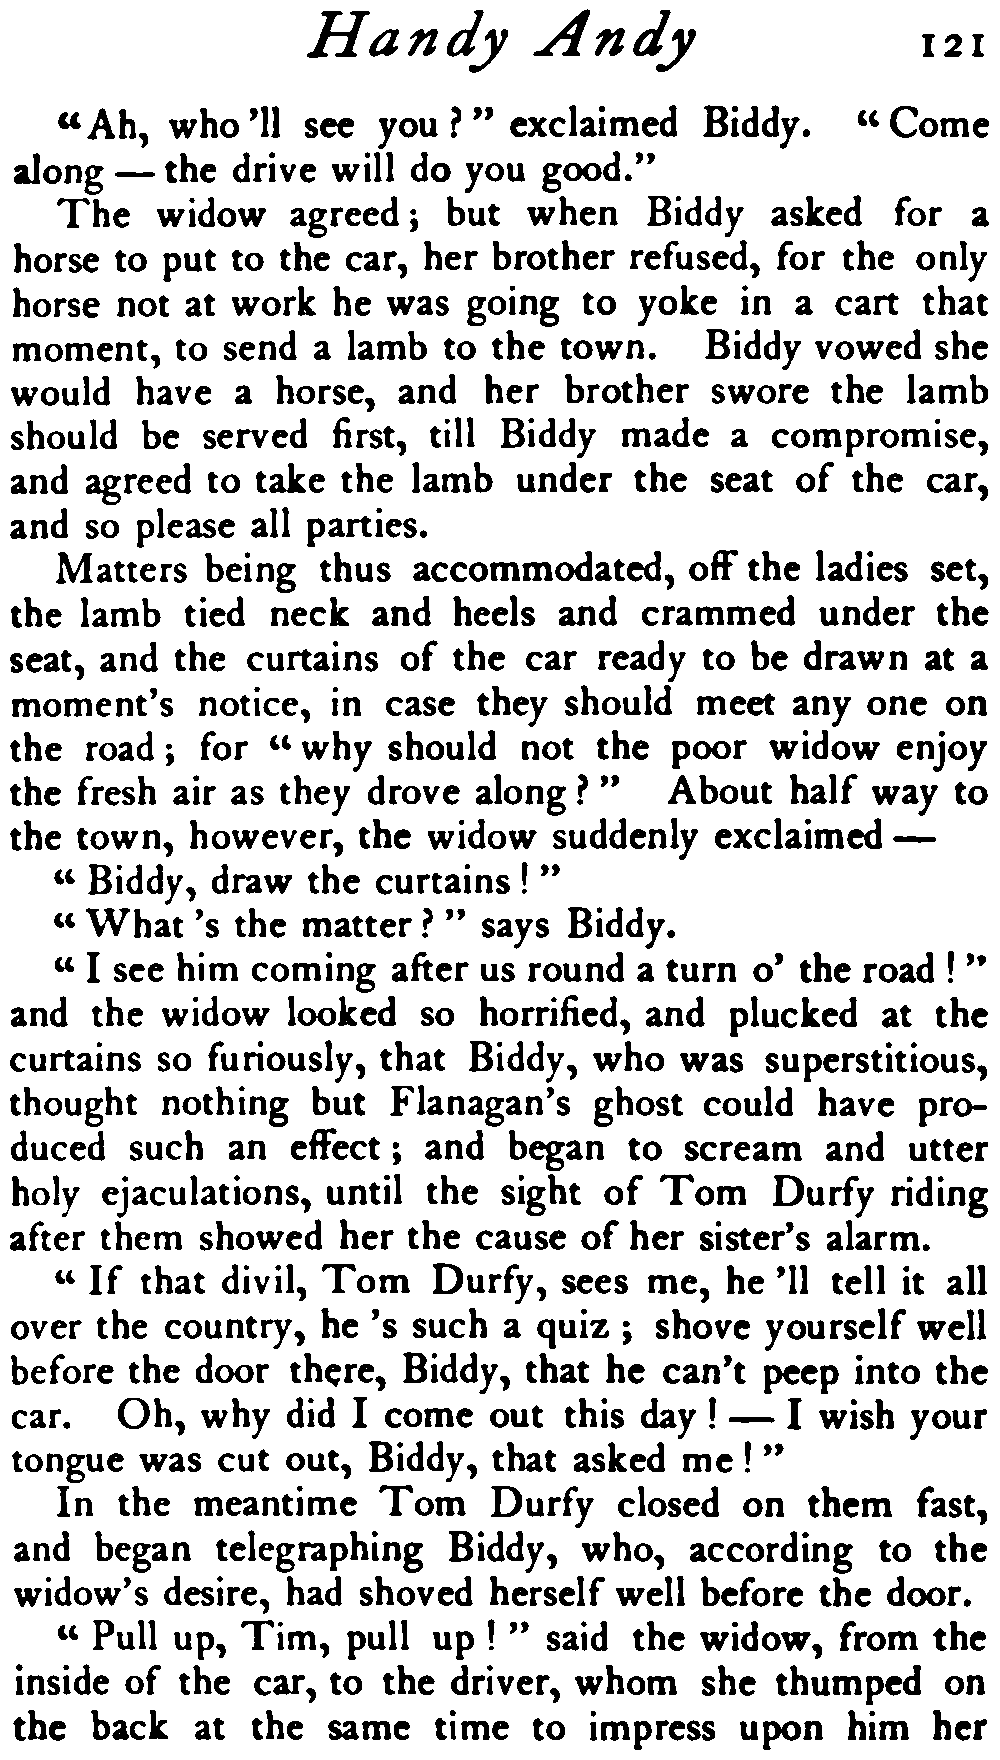 Handy Andy 121
"Ah, who 'll see you?" exclaimed Biddy. "Come
along — the drive will do you good."
The widow agreed; but when Biddy asked for a
horse to put to the car, her brother refused, for the only
horse not at work he was going to yoke in a cart that
moment, to send a lamb to the town. Biddy vowed she
would have a horse, and her brother swore the lamb
should be served first, till Biddy made a compromise,
and agreed to take the lamb under the seat of the car,
and so please all parties.
Matters being thus accommodated, off the ladies set,
the lamb tied neck and heels and crammed under the
seat, and the curtains of the car ready to be drawn at a
moment's notice, in case they should meet any one on
the road; for "why should not the poor widow enjoy
the fresh air as they drove along?" About half way to
the town, however, the widow suddenly exclaimed —
"Biddy, draw the curtains!"
"What 's the matter?" says Biddy.
"I see him coming after us round a turn o' the road!"
and the widow looked so horrified, and plucked at the
curtains so furiously, that Biddy, who was superstitious,
thought nothing but Flanagan's ghost could have pro-
duced such an effect; and began to scream and utter
holy ejaculations, until the sight of Tom Durfy riding
after them showed her the cause of her sister's alarm.
"If that divil, Tom Durfy, sees me, he 'll tell it all
over the country, he 's such a quiz; shove yourself well
before the door there, Biddy, that he can't peep into the
car. Oh, why did I come out this day! — I wish your
tongue was cut out, Biddy, that asked me!"
In the meantime Tom Durfy closed on them fast,
and began telegraphing Biddy, who, according to the
widow's desire, had shoved herself well before the door.
"Pull up, Tim, pull up!" said the widow, from the
inside of the car, to the driver, whom she thumped on
the back at the same time to impress upon him her